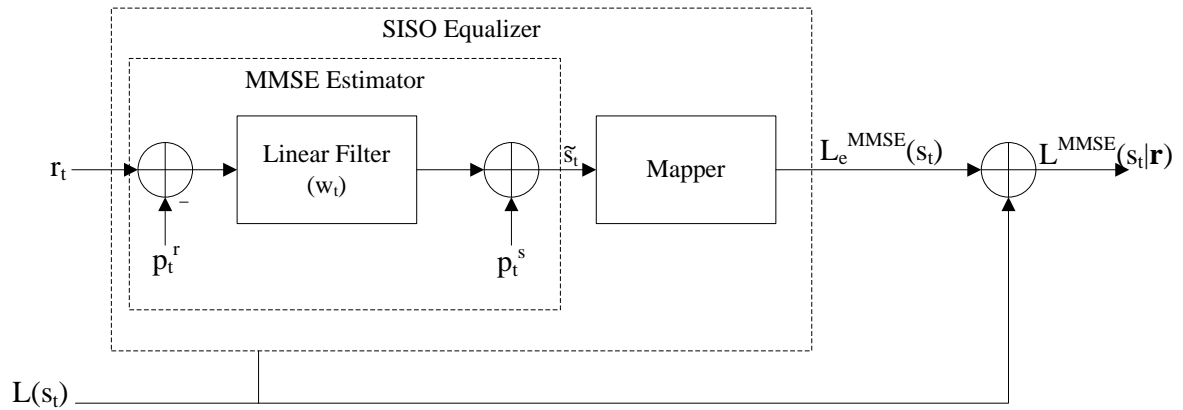 SISO Equalizer
MMSE Estimator
r_t
Linear Filter
(w_t)
s̃_t
Mapper
L_e^MMSE(s_t)
L^MMSE(s_t|r)
−
p_t^r
p_t^s
L(s_t)